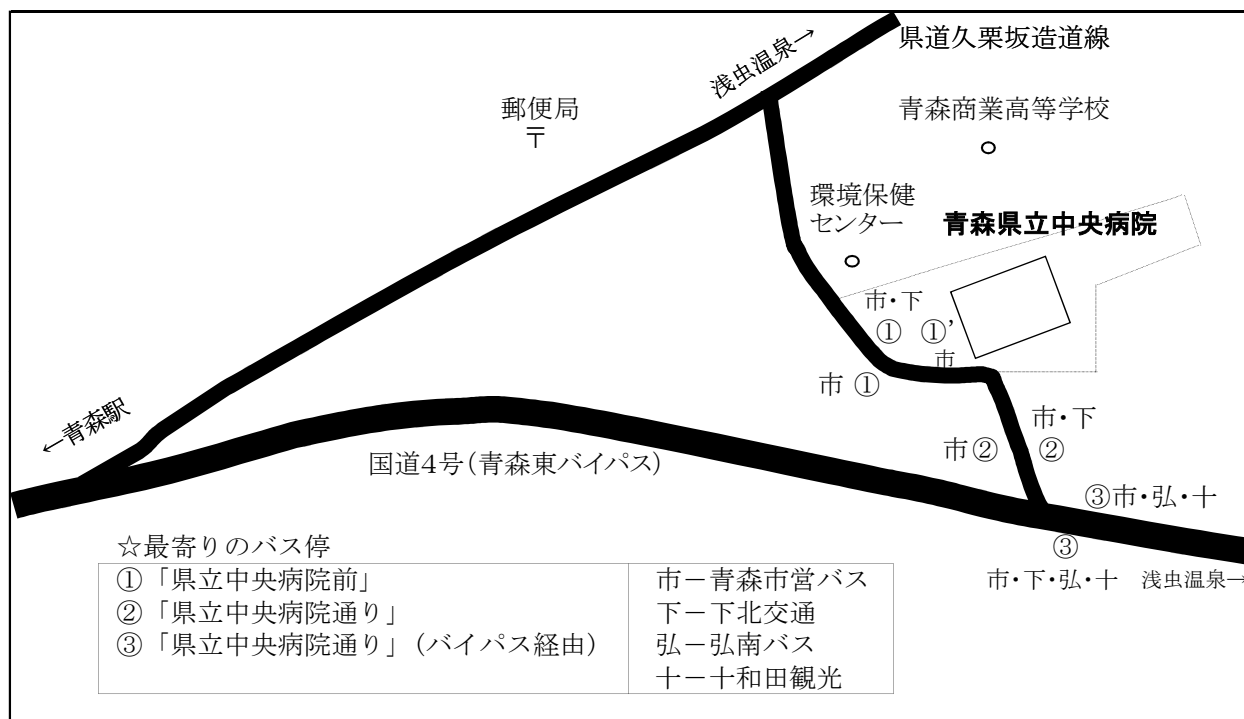 県道久栗坂造道線
浅虫温泉→
郵便局
〒
青森商業高等学校
環境保健
センター
青森県立中央病院
市・下
① ①’
市
市 ①
市・下
市② ②
←青森駅
国道4号(青森東バイパス)
③市・弘・十
③
市・下・弘・十 浅虫温泉→
☆最寄りのバス停
①「県立中央病院前」
②「県立中央病院通り」
③「県立中央病院通り」(バイパス経由)
市－青森市営バス
下－下北交通
弘－弘南バス
十－十和田観光